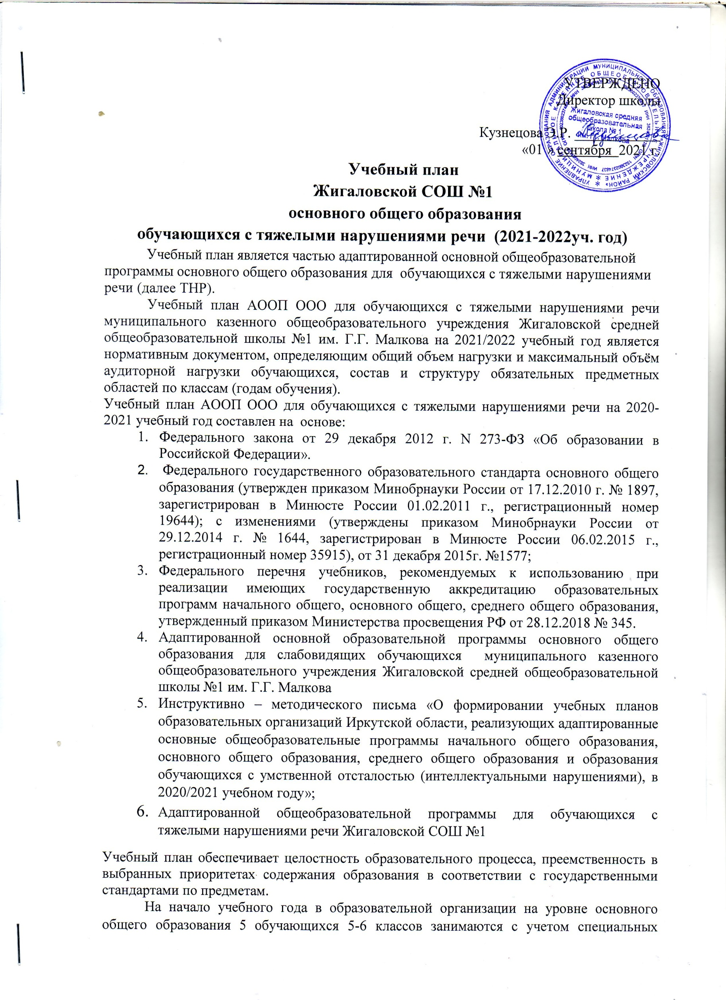 УТВЕРЖДЕНО
Директор школы
Кузнецова Э.Р.
«01 » сентября 2021 г.
УПРАВЛЕНИЕ ОБРАЗОВАНИЯ АДМИНИСТРАЦИИ МУНИЦИПАЛЬНОГО ОБРАЗОВАНИЯ «ЖИГАЛОВСКИЙ РАЙОН»
МУНИЦИПАЛЬНОЕ КАЗЕННОЕ ОБЩЕОБРАЗОВАТЕЛЬНОЕ УЧРЕЖДЕНИЕ
Жигаловская средняя
общеобразовательная
школа № 1
им. Г.Г. Малкова
Учебный план
Жигаловской СОШ №1
основного общего образования
обучающихся с тяжелыми нарушениями речи (2021-2022уч. год)
Учебный план является частью адаптированной основной общеобразовательной
программы основного общего образования для обучающихся с тяжелыми нарушениями
речи (далее ТНР).
Учебный план АООП ООО для обучающихся с тяжелыми нарушениями речи
муниципального казенного общеобразовательного учреждения Жигаловской средней
общеобразовательной школы №1 им. Г.Г. Малкова на 2021/2022 учебный год является
нормативным документом, определяющим общий объем нагрузки и максимальный объём
аудиторной нагрузки обучающихся, состав и структуру обязательных предметных
областей по классам (годам обучения).
Учебный план АООП ООО для обучающихся с тяжелыми нарушениями речи на 2020-
2021 учебный год составлен на основе:
1. Федерального закона от 29 декабря 2012 г. N 273-ФЗ «Об образовании в
Российской Федерации».
2. Федерального государственного образовательного стандарта основного общего
образования (утвержден приказом Минобрнауки России от 17.12.2010 г. № 1897,
зарегистрирован в Минюсте России 01.02.2011 г., регистрационный номер
19644); с изменениями (утверждены приказом Минобрнауки России от
29.12.2014 г. № 1644, зарегистрирован в Минюсте России 06.02.2015 г.,
регистрационный номер 35915), от 31 декабря 2015г. №1577;
3. Федерального перечня учебников, рекомендуемых к использованию при
реализации имеющих государственную аккредитацию образовательных
программ начального общего, основного общего, среднего общего образования,
утвержденный приказом Министерства просвещения РФ от 28.12.2018 № 345.
4. Адаптированной основной образовательной программы основного общего
образования для слабовидящих обучающихся муниципального казенного
общеобразовательного учреждения Жигаловской средней общеобразовательной
школы №1 им. Г.Г. Малкова
5. Инструктивно – методического письма «О формировании учебных планов
образовательных организаций Иркутской области, реализующих адаптированные
основные общеобразовательные программы начального общего образования,
основного общего образования, среднего общего образования и образования
обучающихся с умственной отсталостью (интеллектуальными нарушениями), в
2020/2021 учебном году»;
6. Адаптированной общеобразовательной программы для обучающихся с
тяжелыми нарушениями речи Жигаловской СОШ №1
Учебный план обеспечивает целостность образовательного процесса, преемственность в
выбранных приоритетах содержания образования в соответствии с государственными
стандартами по предметам.
На начало учебного года в образовательной организации на уровне основного
общего образования 5 обучающихся 5-6 классов занимаются с учетом специальных